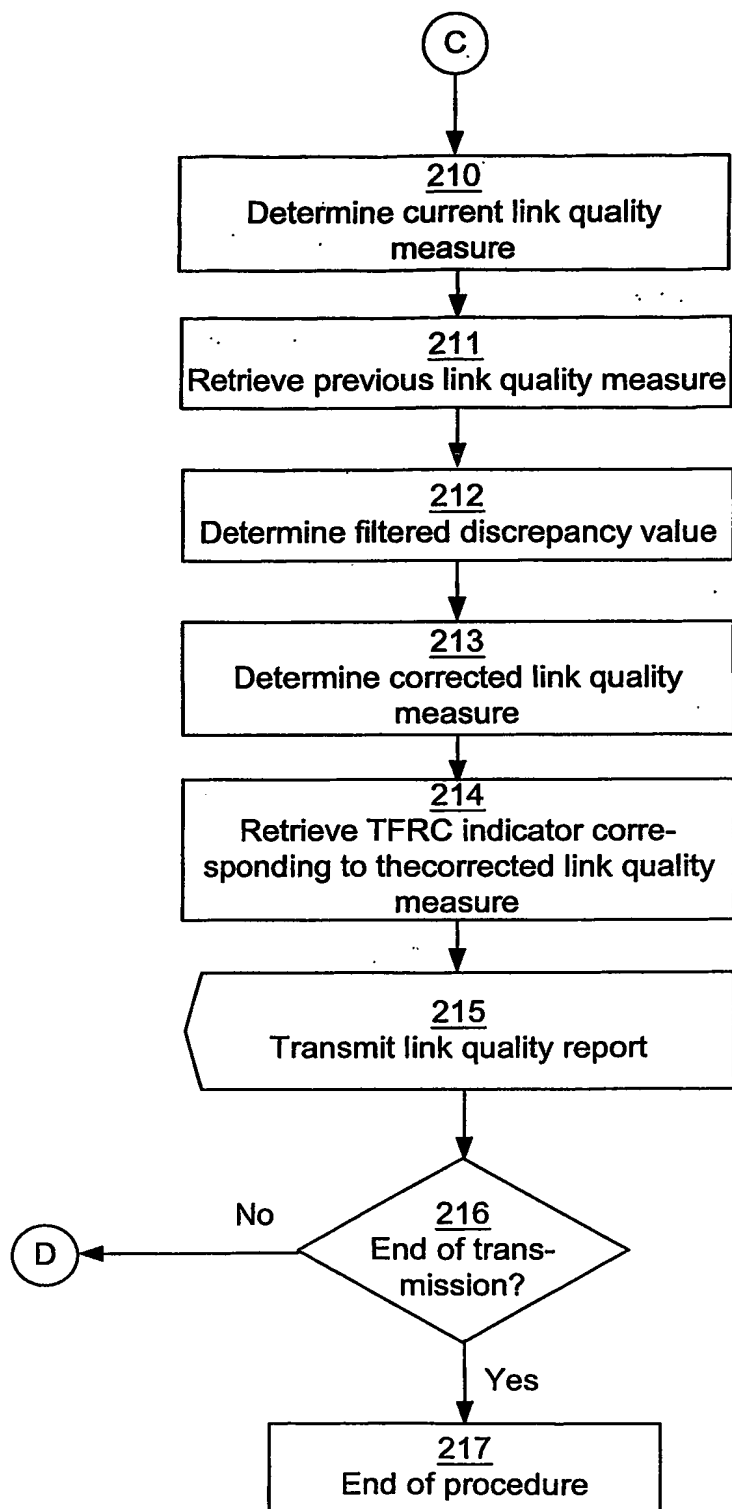 C
210
Determine current link quality
measure
211
Retrieve previous link quality measure
212
Determine filtered discrepancy value
213
Determine corrected link quality
measure
214
Retrieve TFRC indicator corre-
sponding to thecorrected link quality
measure
215
Transmit link quality report
No
D
216
End of trans-
mission?
Yes
217
End of procedure